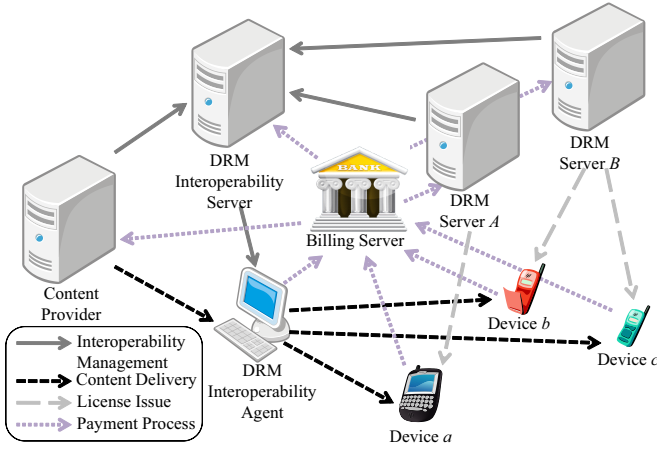 DRM
Server B
DRM
Interoperability
Server
BANK
DRM
Server A
Billing Server
Content
Provider
Device b
Device c
DRM
Interoperability
Agent
Device a
Interoperability
Management
Content Delivery
License Issue
Payment Process